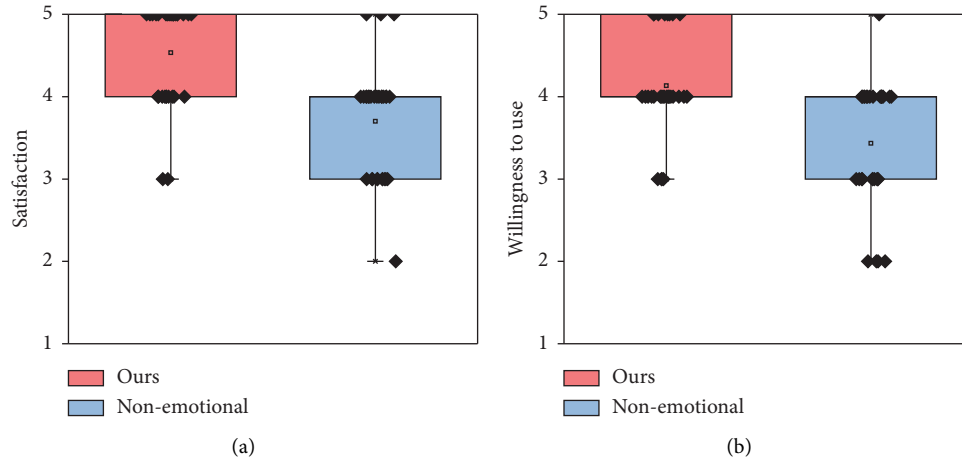 5
4
3
2
1
Satisfaction
Ours
Non-emotional
(a)
5
4
3
2
1
Willingness to use
Ours
Non-emotional
(b)